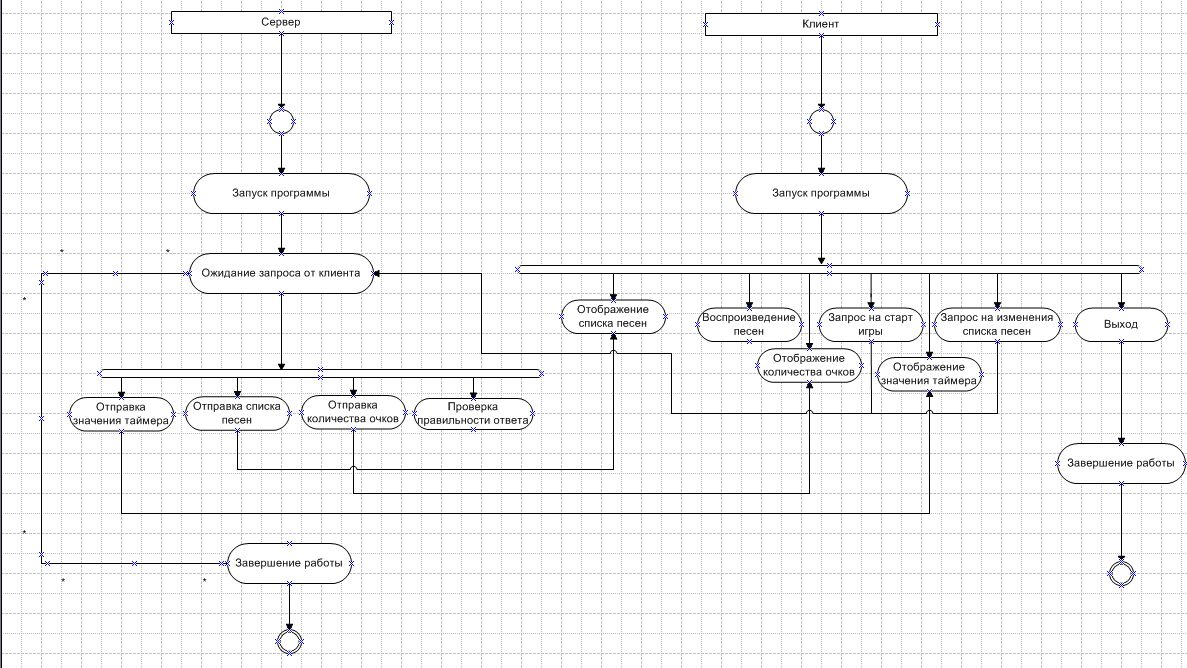 Сервер
Клиент
Запуск программы
Запуск программы
*
*
Ожидание запроса от клиента
*
Отображение
списка песен
Воспроизведение
песен
Запрос на старт
игры
Запрос на изменения
списка песен
Выход
Отображение
количества очков
Отображение
значения таймера
Отправка
значения таймера
Отправка списка
песен
Отправка
количества очков
Проверка
правильности ответа
Завершение работы
*
Завершение работы
*
*